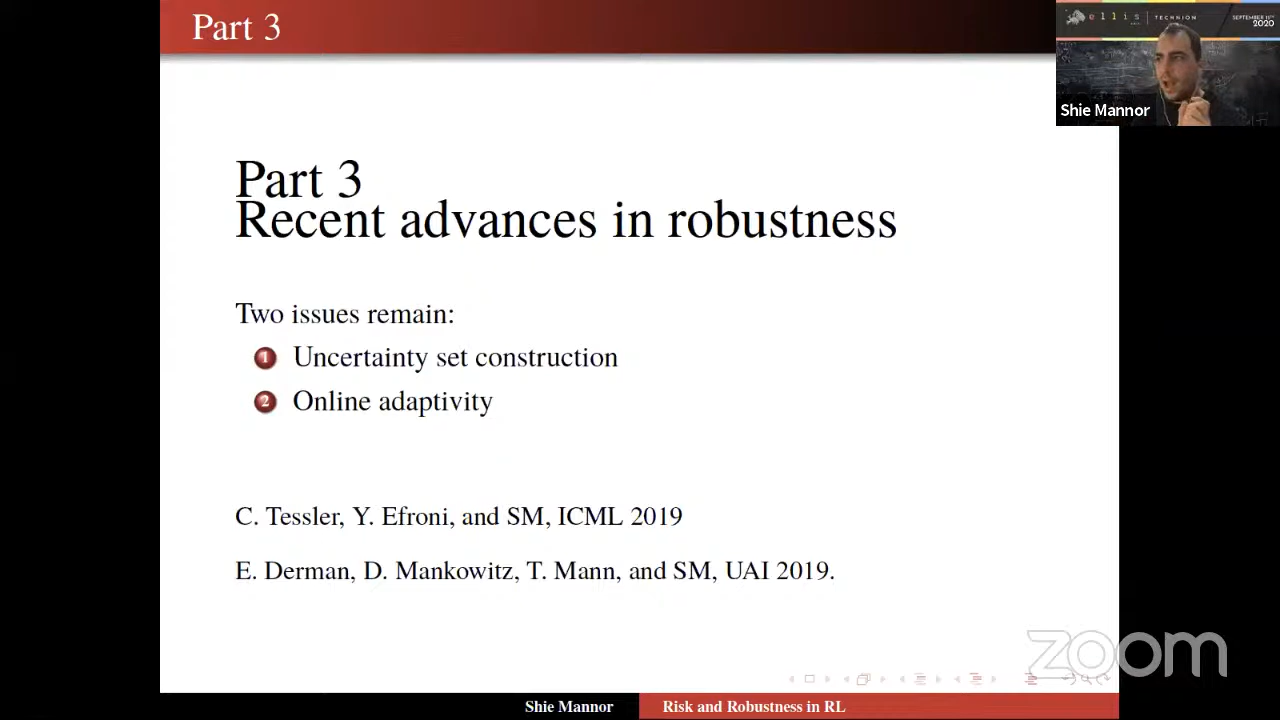 Part 3
ellis
TECHNION
2020
Shie Mannor
Part 3
Recent advances in robustness
Two issues remain:
1 Uncertainty set construction
2 Online adaptivity
C. Tessler, Y. Efroni, and SM, ICML 2019
E. Derman, D. Mankowitz, T. Mann, and SM, UAI 2019.
zoom
Shie Mannor
Risk and Robustness in RL